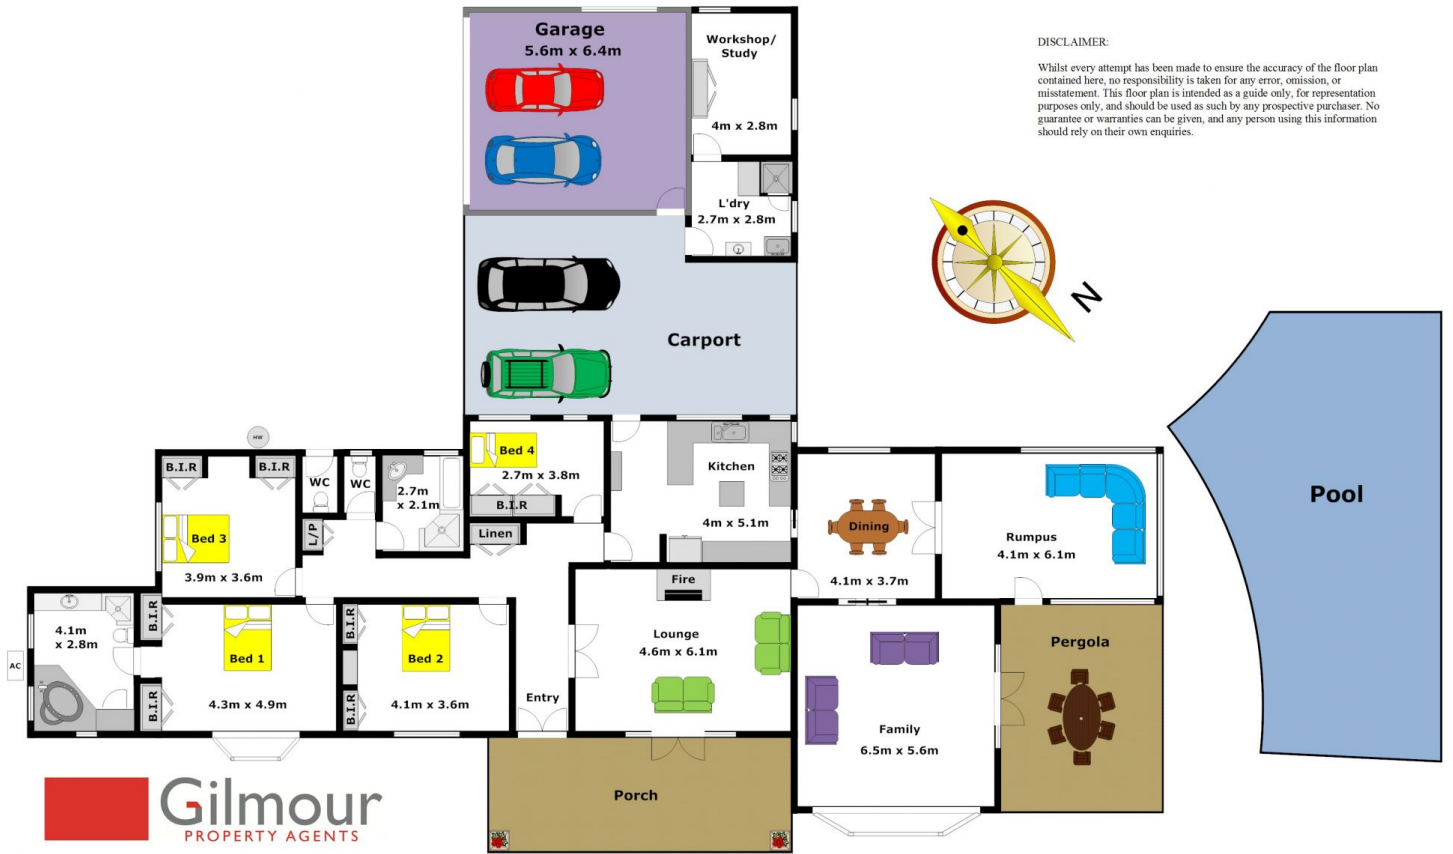 Garage
5.6m x 6.4m
Workshop/
Study
4m x 2.8m
L'dry
2.7m x 2.8m
DISCLAIMER:
Whilst every attempt has been made to ensure the accuracy of the floor plan
contained here, no responsibility is taken for any error, omission, or
misstatement. This floor plan is intended as a guide only, for representation
purposes only, and should be used as such by any prospective purchaser. No
guarantee or warranties can be given, and any person using this information
should rely on their own enquiries.
N
Carport
Pool
HW
B.I.R
B.I.R
WC
WC
2.7m
x 2.1m
Bed 4
2.7m x 3.8m
B.I.R
Kitchen
4m x 5.1m
Dining
4.1m x 3.7m
Rumpus
4.1m x 6.1m
Bed 3
3.9m x 3.6m
L/P
Linen
Fire
4.1m
x 2.8m
AC
B.I.R
B.I.R
Bed 1
4.3m x 4.9m
B.I.R
B.I.R
Bed 2
4.1m x 3.6m
Entry
Lounge
4.6m x 6.1m
Family
6.5m x 5.6m
Pergola
Porch
Gilmour
PROPERTY AGENTS